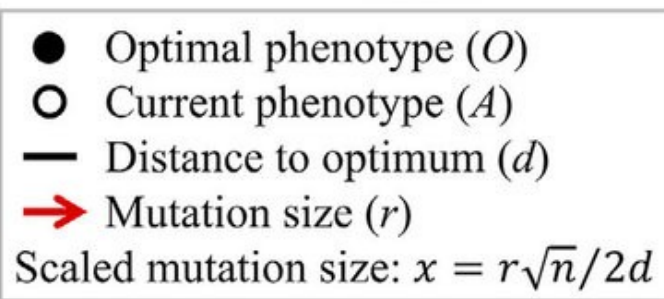 Optimal phenotype (O)
Current phenotype (A)
Distance to optimum (d)
Mutation size (r)
Scaled mutation size: x = r√n/2d